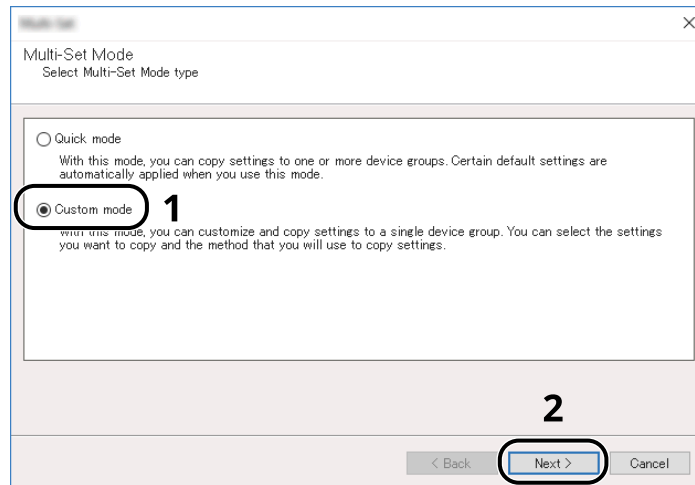 Multi-Set Mode
Select Multi-Set Mode type
Quick mode
With this mode, you can copy settings to one or more device groups. Certain default settings are
automatically applied when you use this mode.
Custom mode 1
With this mode, you can customize and copy settings to a single device group. You can select the settings
you want to copy and the method that you will use to copy settings.
2
< Back Next > Cancel